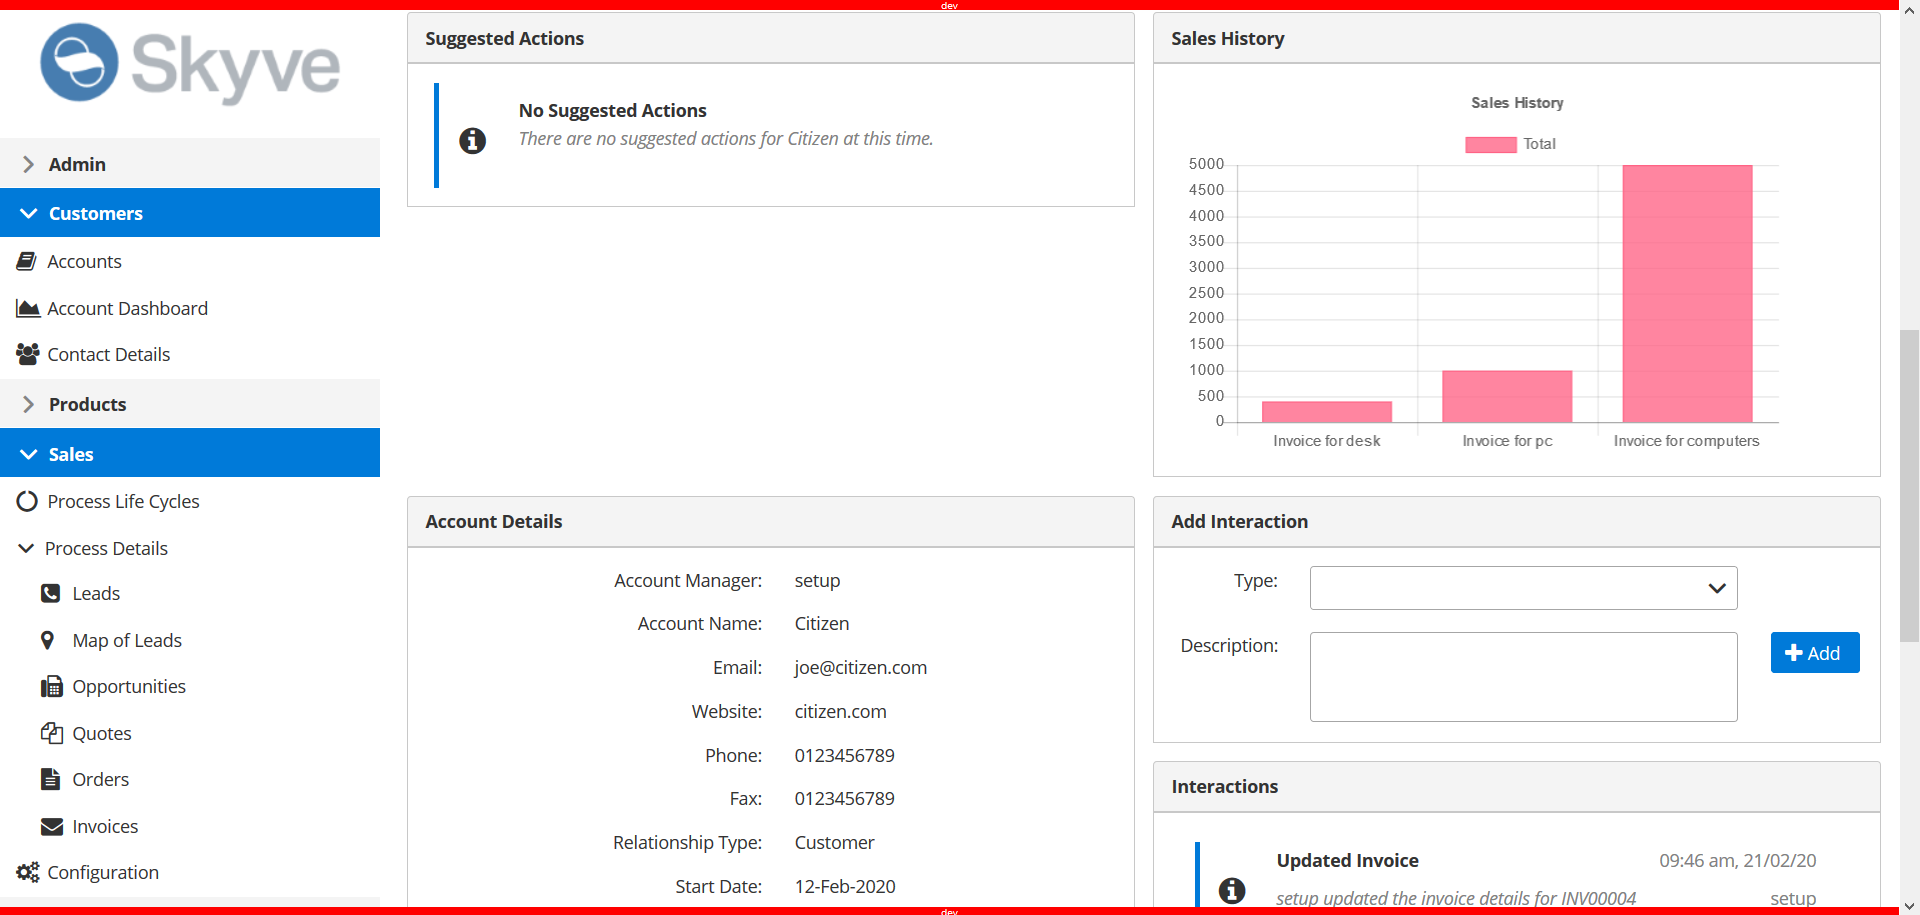 dev
Skyve
Admin
Customers
Accounts
Account Dashboard
Contact Details
Products
Sales
Process Life Cycles
Process Details
Leads
Map of Leads
Opportunities
Quotes
Orders
Invoices
Configuration
Suggested Actions
No Suggested Actions
There are no suggested actions for Citizen at this time.
Sales History
Sales History
Total
5000
4500
4000
3500
3000
2500
2000
1500
1000
500
0
Invoice for desk Invoice for pc Invoice for computers
Account Details
Account Manager: setup
Account Name: Citizen
Email: joe@citizen.com
Website: citizen.com
Phone: 0123456789
Fax: 0123456789
Relationship Type: Customer
Start Date: 12-Feb-2020
Add Interaction
Type:
Description:
Add
Interactions
Updated Invoice 09:46 am, 21/02/20
setup updated the invoice details for INV00004 setup
dev